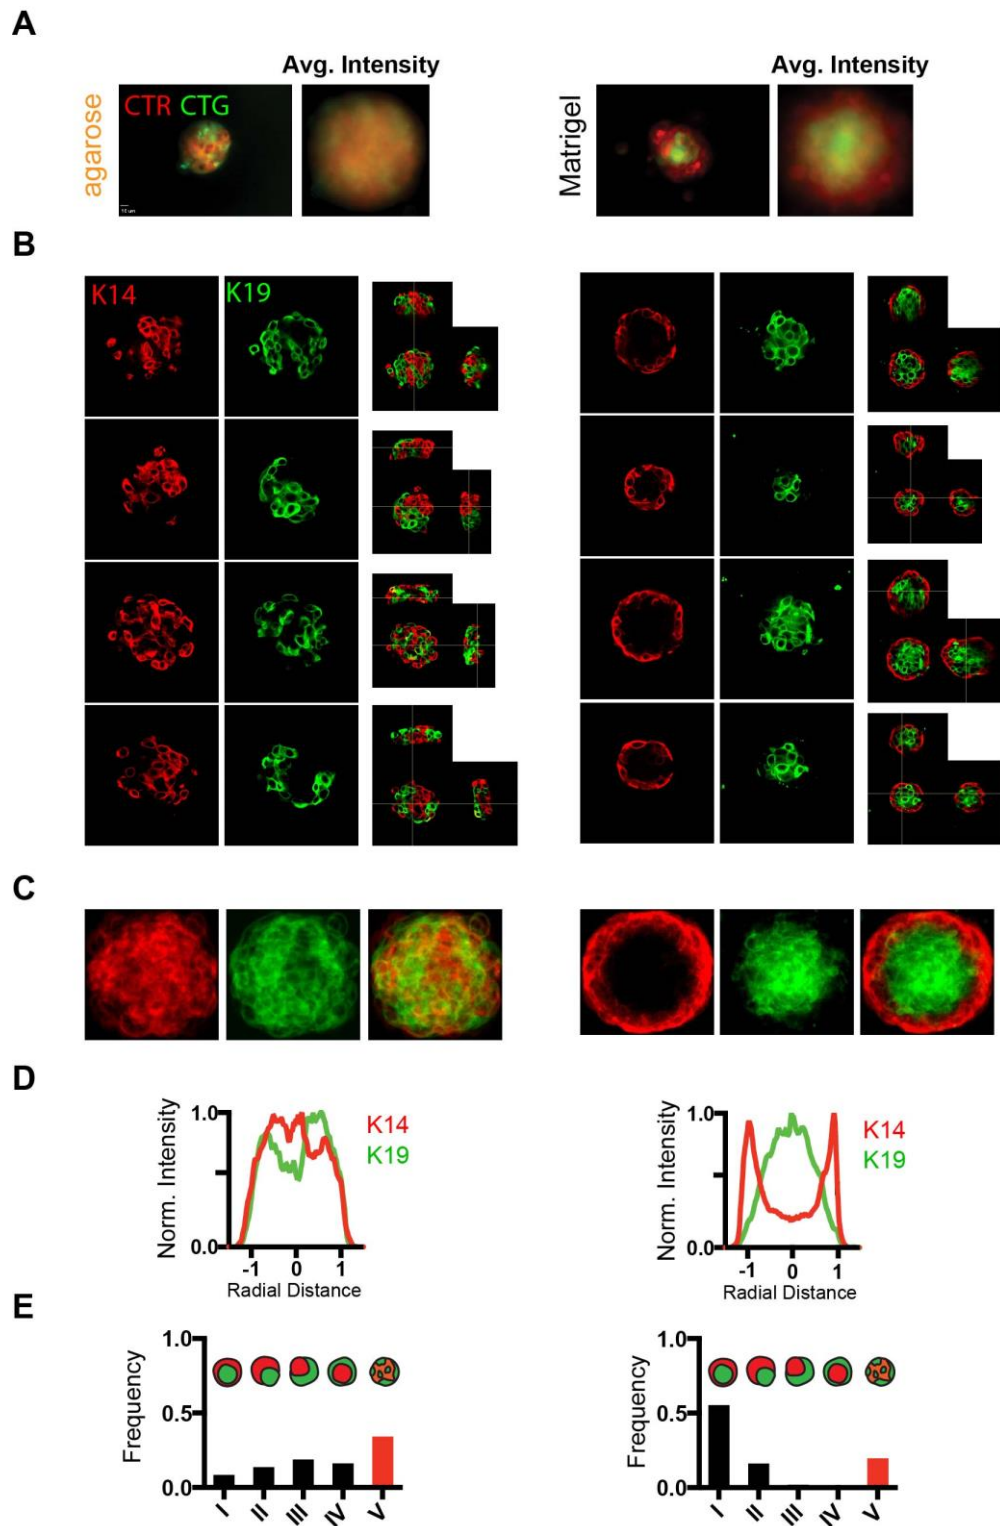 A
Avg. Intensity
Avg. Intensity
agarose
CTR CTG
Matrigel
B
K14
K19
C
D
Norm. Intensity
1.0
0.0
-1 0 1
Radial Distance
K14
K19
Norm. Intensity
1.0
0.0
-1 0 1
Radial Distance
K14
K19
E
Frequency
1.0
0.5
0.0
I II III IV V
Frequency
1.0
0.5
0.0
I II III IV V